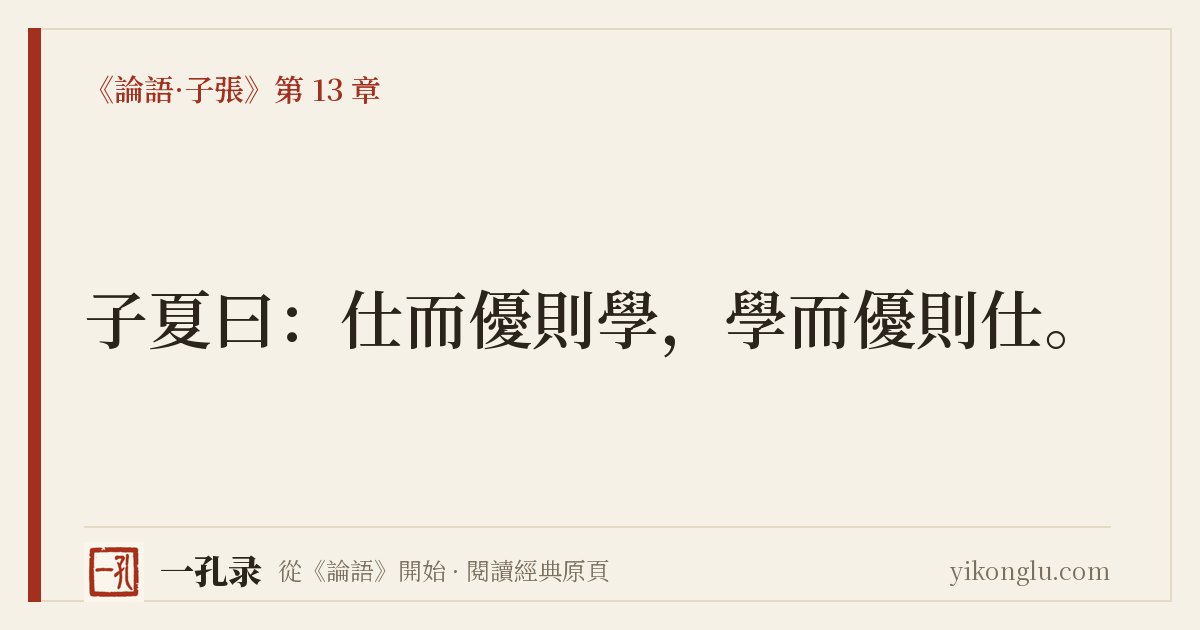 《論語·子張》第 13 章
子夏曰：仕而優則學，學而優則仕。
一孔
一孔录 從《論語》開始 · 閱讀經典原頁 yikonglu.com